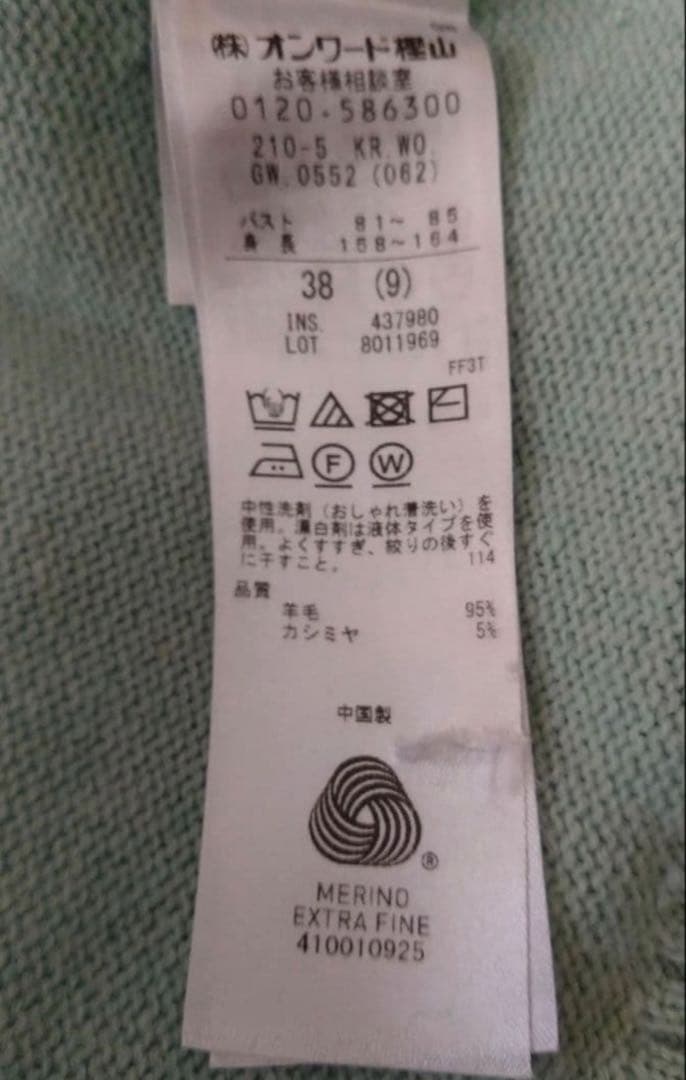 (株)オンワード樫山
お客様相談室
0120-586300
210-5 KR.WO.
GW.0552 (062)
バスト 81～ 85
身長 158～164
38 (9)
INS. 437980
LOT 8011969
FF3T
F W
中性洗剤（おしゃれ着洗い）を
使用。漂白剤は液体タイプを使
用。よくすすぎ、絞りの後すぐ
に干すこと。 114
品質
羊毛 95%
カシミヤ 5%
中国製
®
MERINO
EXTRA FINE
410010925